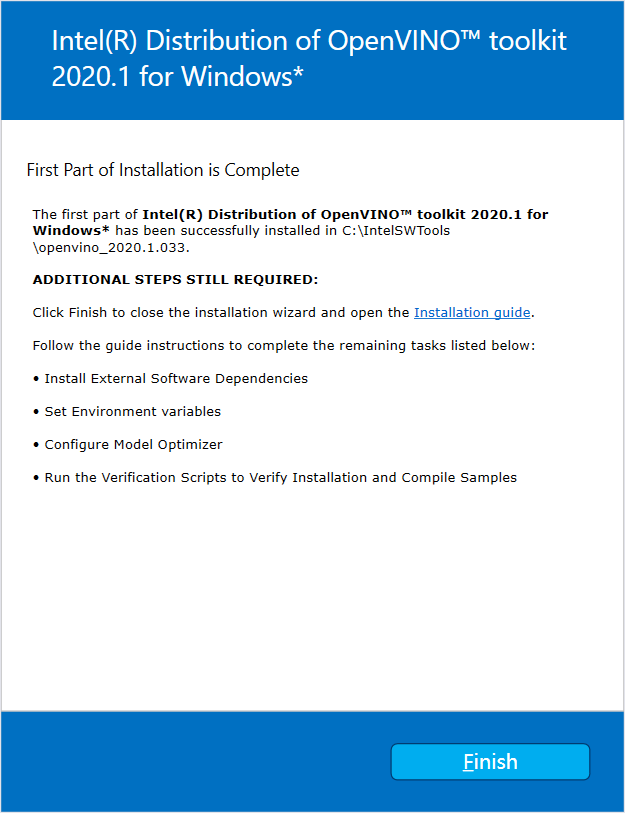 Intel(R) Distribution of OpenVINO™ toolkit
2020.1 for Windows*
First Part of Installation is Complete
The first part of Intel(R) Distribution of OpenVINO™ toolkit 2020.1 for
Windows* has been successfully installed in C:\IntelSWTools
\openvino_2020.1.033.
ADDITIONAL STEPS STILL REQUIRED:
Click Finish to close the installation wizard and open the Installation guide.
Follow the guide instructions to complete the remaining tasks listed below:
• Install External Software Dependencies
• Set Environment variables
• Configure Model Optimizer
• Run the Verification Scripts to Verify Installation and Compile Samples
Finish